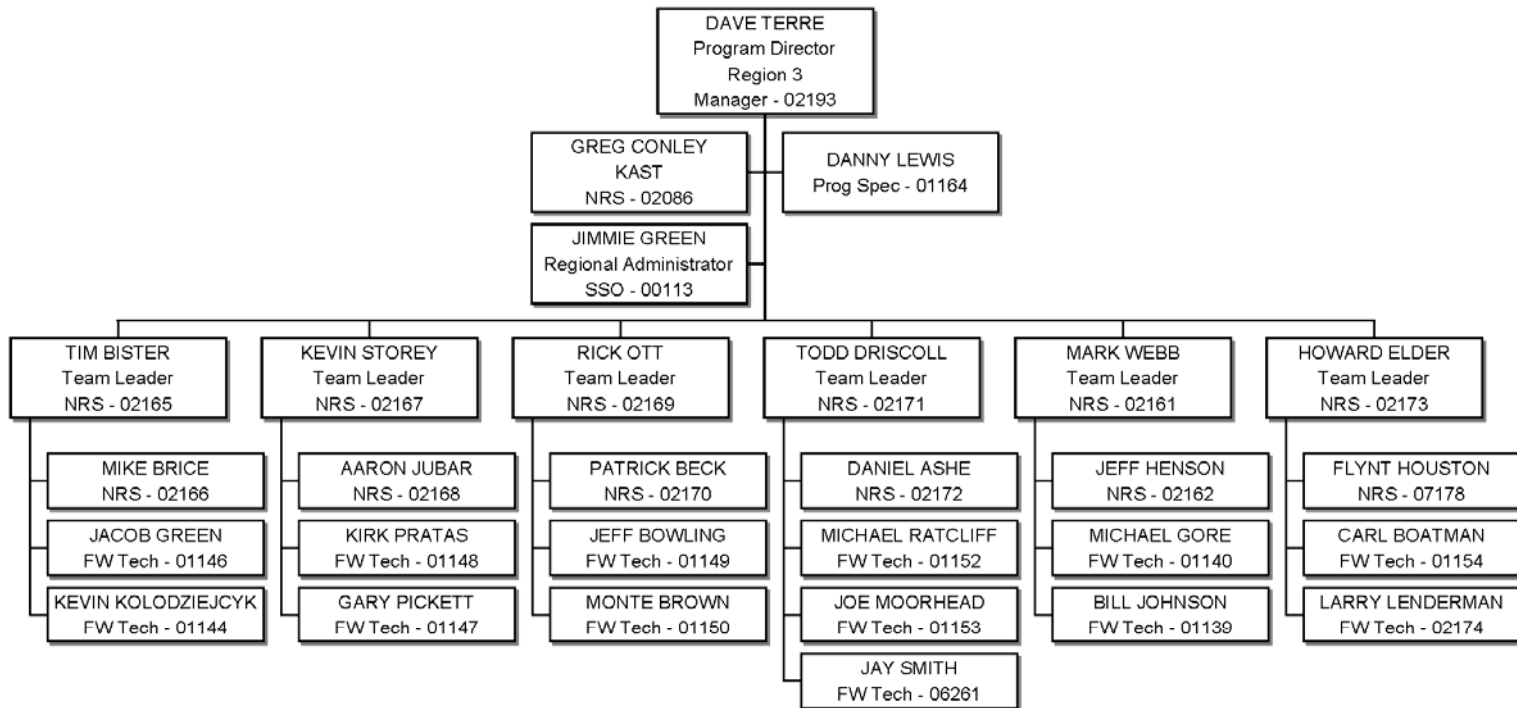 DAVE TERRE
Program Director
Region 3
Manager - 02193
GREG CONLEY
KAST
NRS - 02086
DANNY LEWIS
Prog Spec - 01164
JIMMIE GREEN
Regional Administrator
SSO - 00113
TIM BISTER
Team Leader
NRS - 02165
MIKE BRICE
NRS - 02166
JACOB GREEN
FW Tech - 01146
KEVIN KOLODZIEJCYK
FW Tech - 01144
KEVIN STOREY
Team Leader
NRS - 02167
AARON JUBAR
NRS - 02168
KIRK PRATAS
FW Tech - 01148
GARY PICKETT
FW Tech - 01147
RICK OTT
Team Leader
NRS - 02169
PATRICK BECK
NRS - 02170
JEFF BOWLING
FW Tech - 01149
MONTE BROWN
FW Tech - 01150
TODD DRISCOLL
Team Leader
NRS - 02171
DANIEL ASHE
NRS - 02172
MICHAEL RATCLIFF
FW Tech - 01152
JOE MOORHEAD
FW Tech - 01153
JAY SMITH
FW Tech - 06261
MARK WEBB
Team Leader
NRS - 02161
JEFF HENSON
NRS - 02162
MICHAEL GORE
FW Tech - 01140
BILL JOHNSON
FW Tech - 01139
HOWARD ELDER
Team Leader
NRS - 02173
FLYNT HOUSTON
NRS - 07178
CARL BOATMAN
FW Tech - 01154
LARRY LENDERMAN
FW Tech - 02174